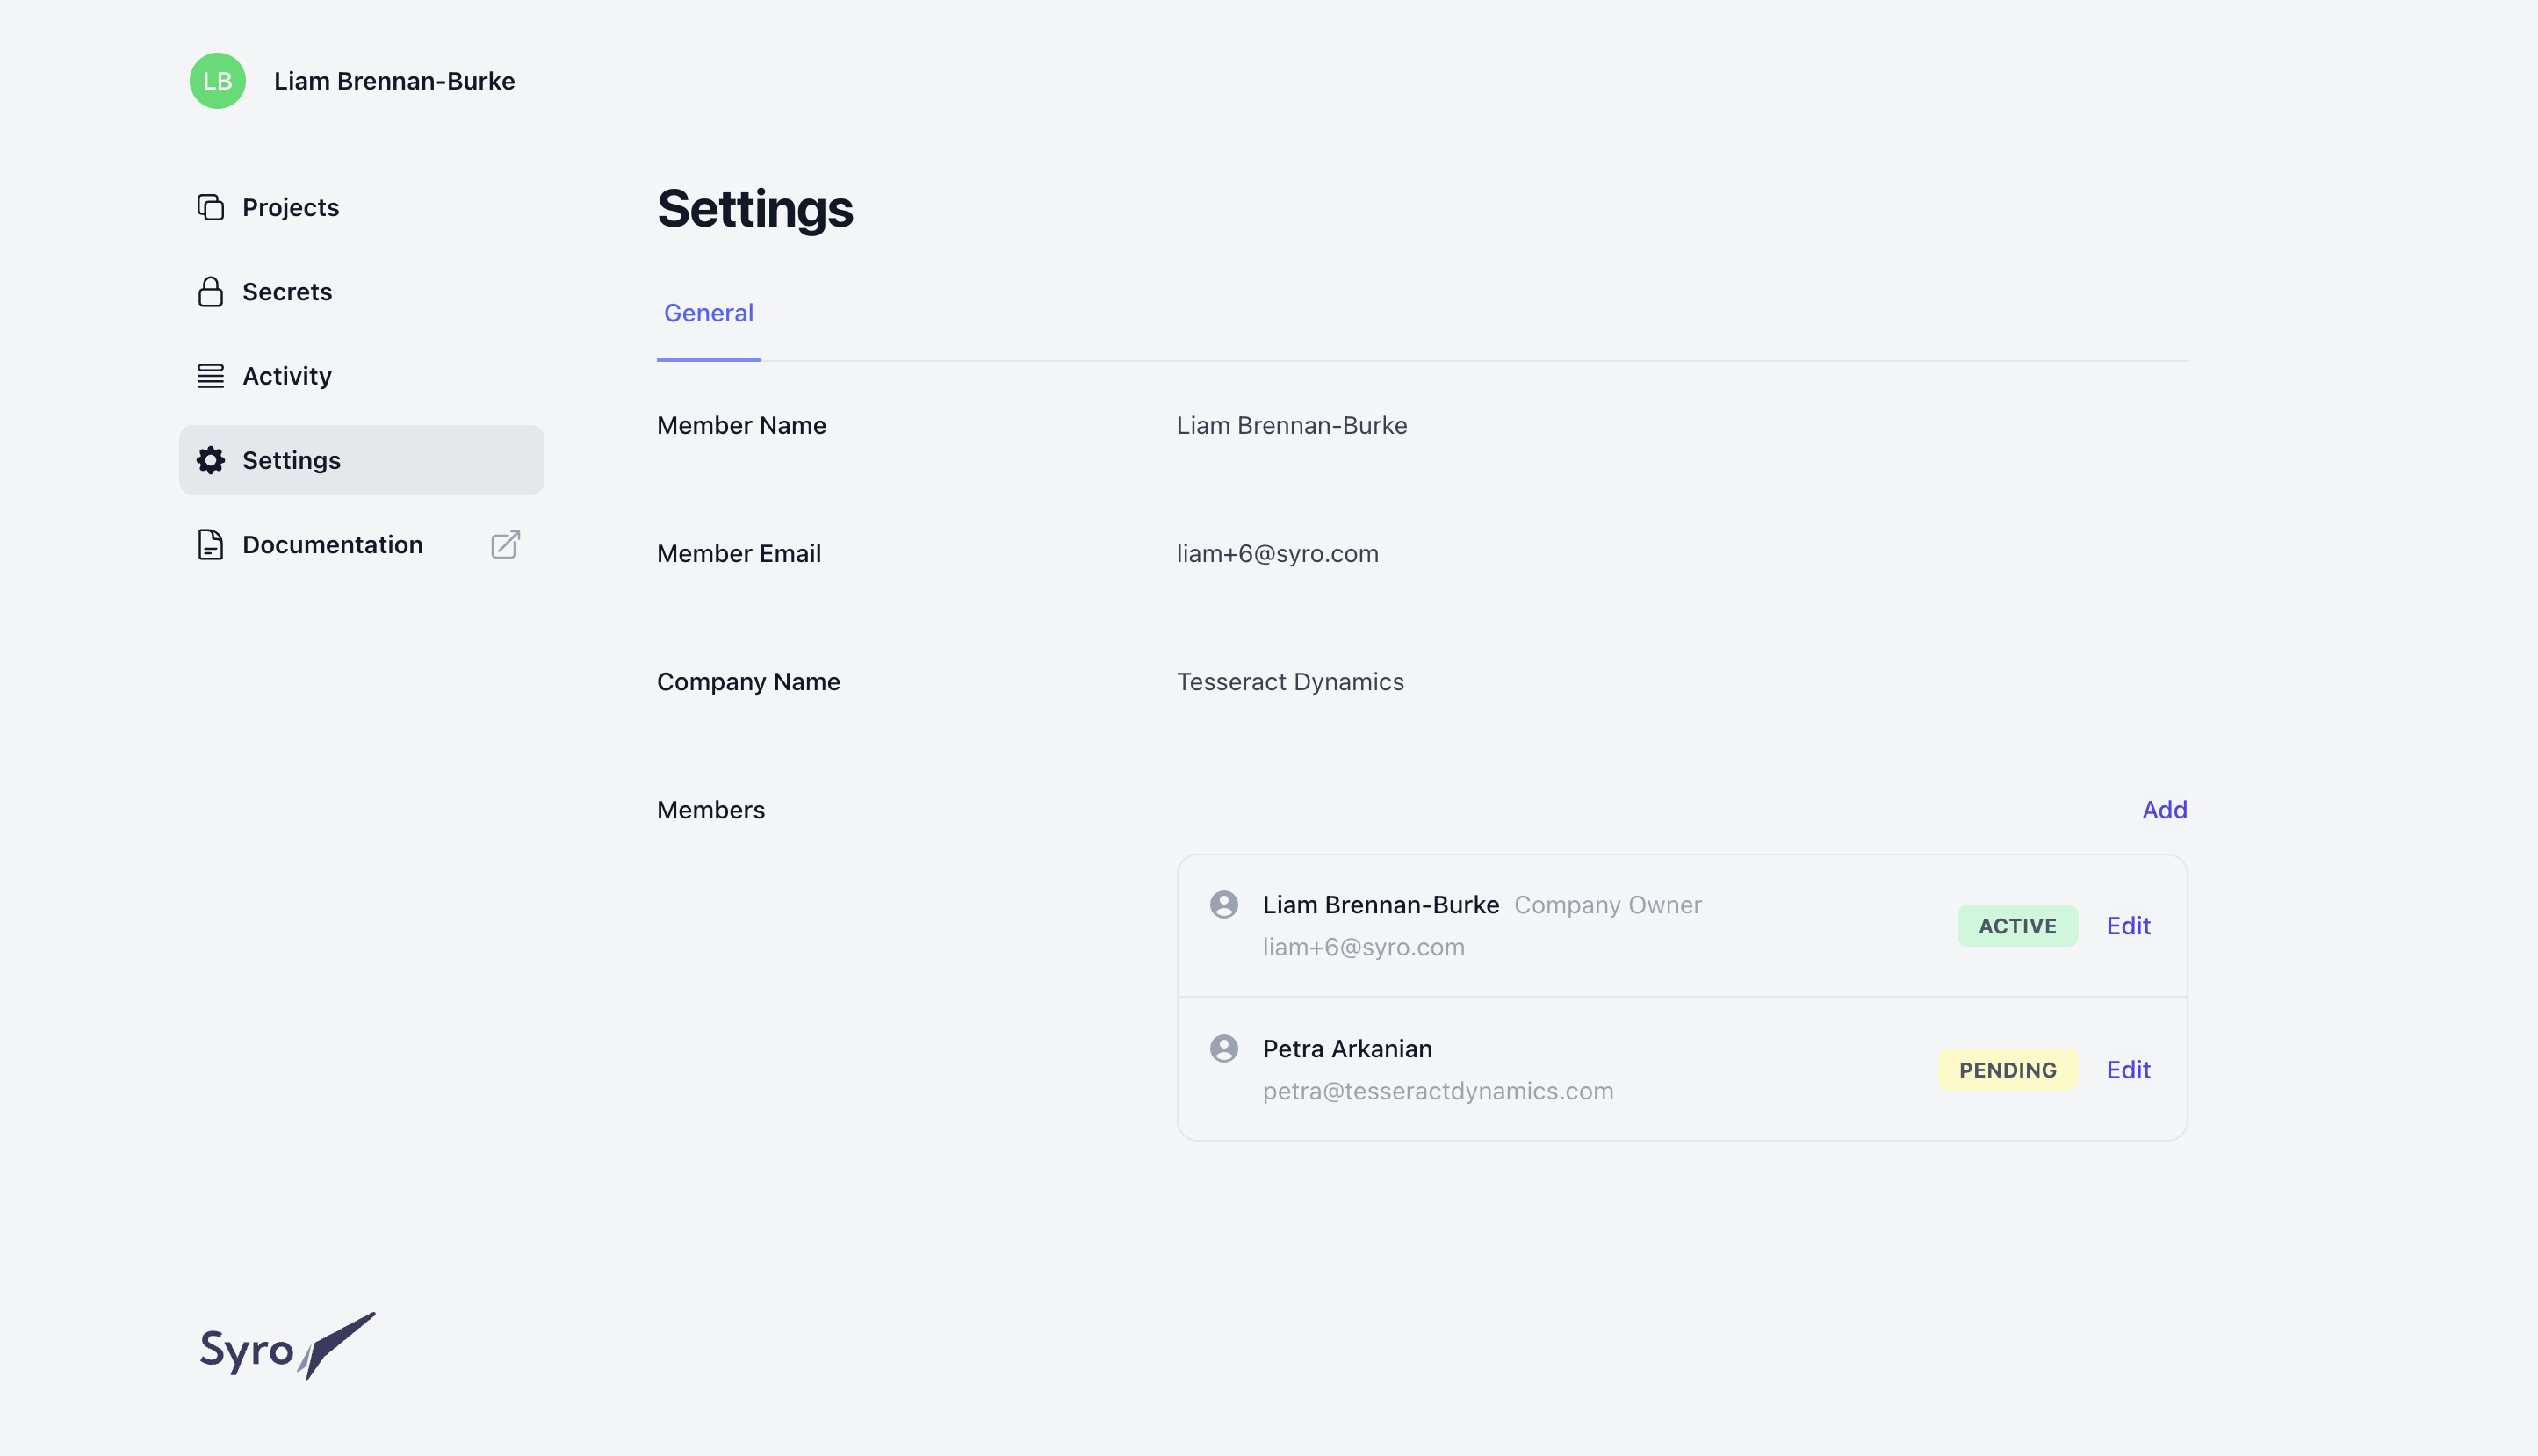 LB
Liam Brennan-Burke
Projects
Secrets
Activity
Settings
Documentation
Settings
General
Member Name
Liam Brennan-Burke
Member Email
liam+6@syro.com
Company Name
Tesseract Dynamics
Members
Add
Liam Brennan-Burke Company Owner
liam+6@syro.com
ACTIVE
Edit
Petra Arkanian
petra@tesseractdynamics.com
PENDING
Edit
Syro